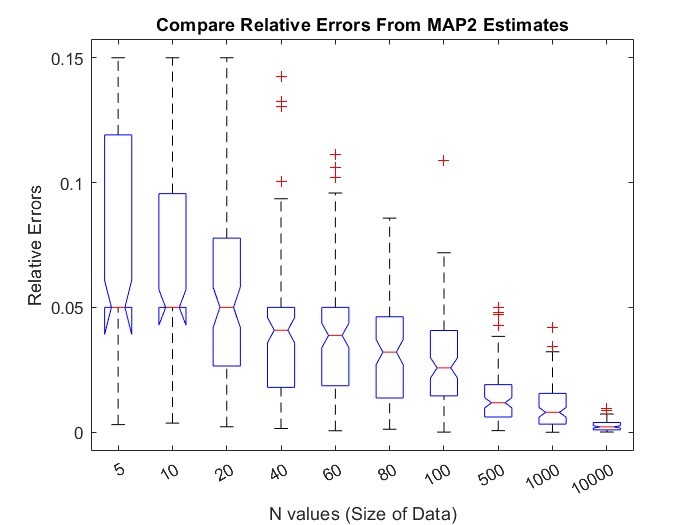 Compare Relative Errors From MAP2 Estimates
0.15
0.1
0.05
0
Relative Errors
5 10 20 40 60 80 100 500 1000 10000
N values (Size of Data)